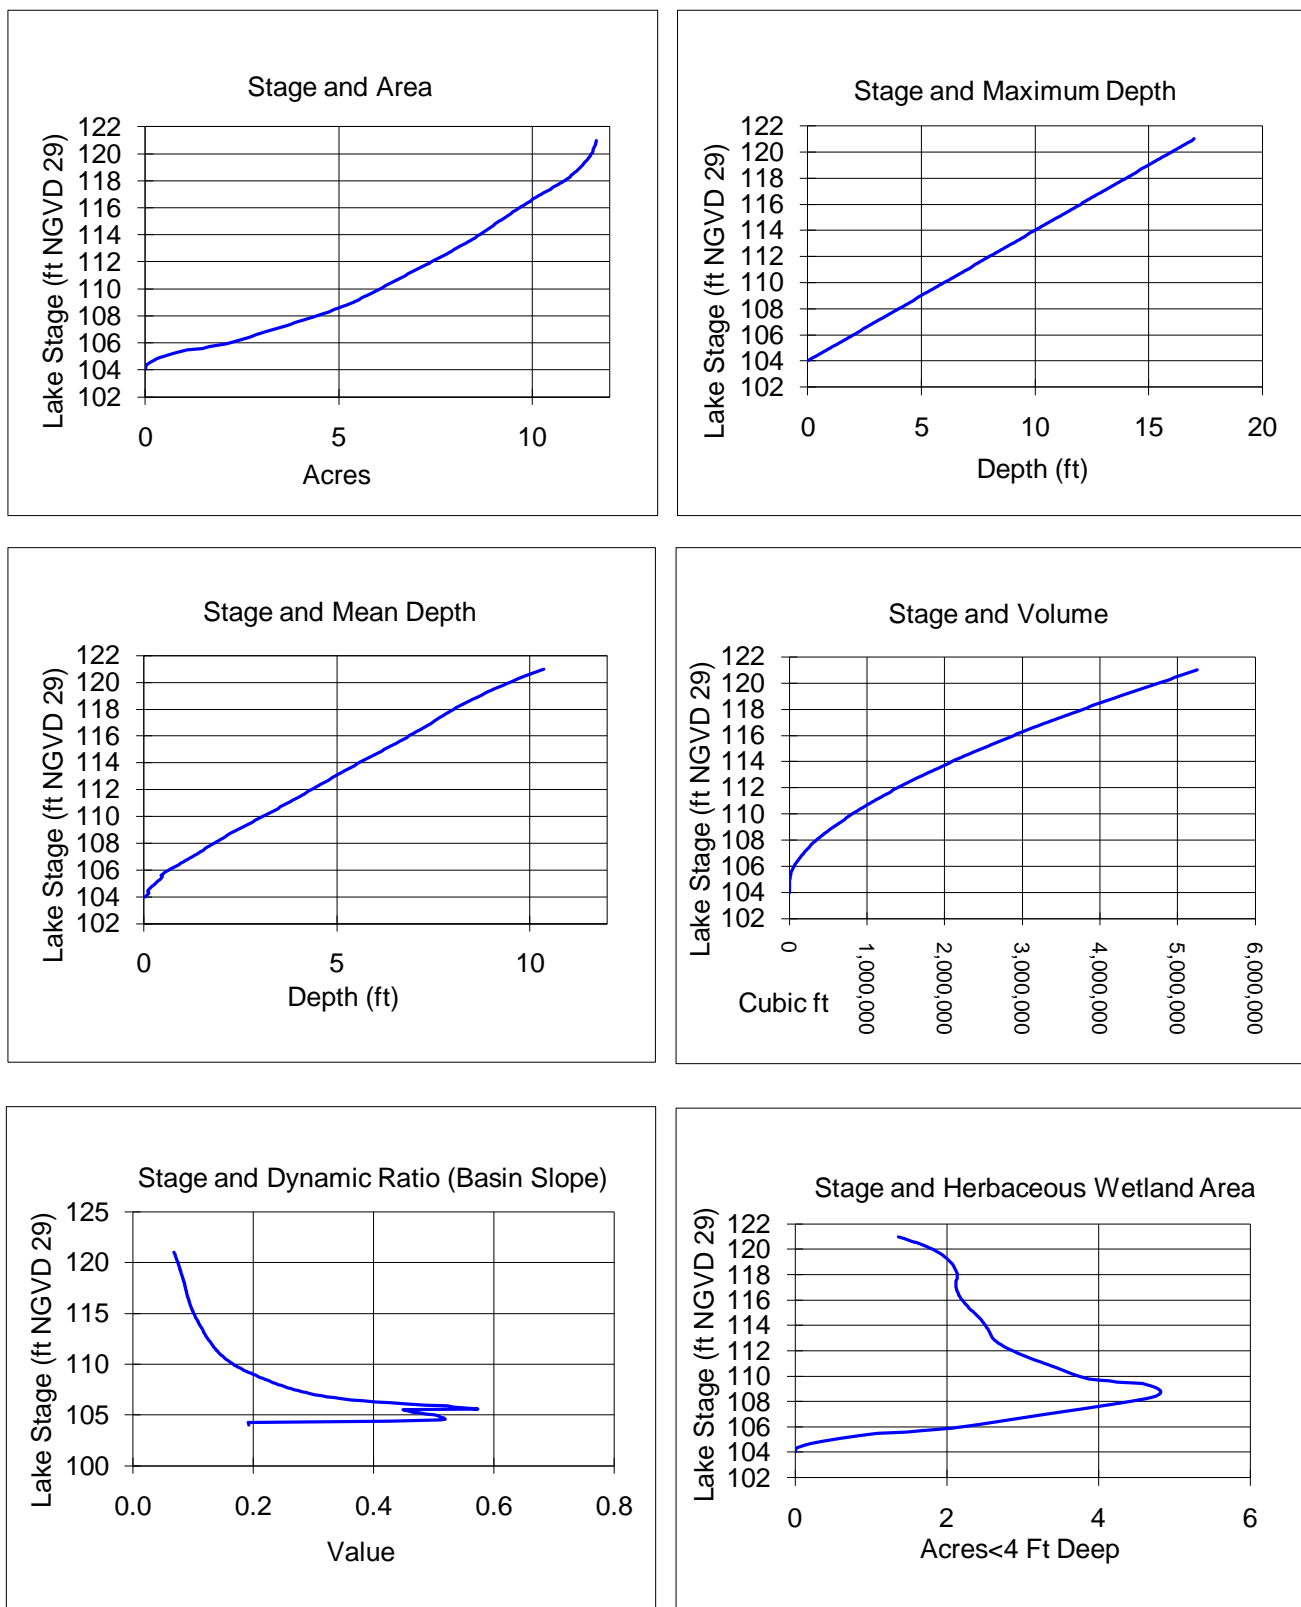 Stage and Area
Lake Stage (ft NGVD 29)
122
120
118
116
114
112
110
108
106
104
102
0 5 10
Acres
Stage and Maximum Depth
Lake Stage (ft NGVD 29)
122
120
118
116
114
112
110
108
106
104
102
0 5 10 15 20
Depth (ft)
Stage and Mean Depth
Lake Stage (ft NGVD 29)
122
120
118
116
114
112
110
108
106
104
102
0 5 10
Depth (ft)
Stage and Volume
Lake Stage (ft NGVD 29)
122
120
118
116
114
112
110
108
106
104
102
0
1,000,000
2,000,000
3,000,000
4,000,000
5,000,000
6,000,000
Cubic ft
Stage and Dynamic Ratio (Basin Slope)
Lake Stage (ft NGVD 29)
125
120
115
110
105
100
0.0 0.2 0.4 0.6 0.8
Value
Stage and Herbaceous Wetland Area
Lake Stage (ft NGVD 29)
122
120
118
116
114
112
110
108
106
104
102
0 2 4 6
Acres<4 Ft Deep